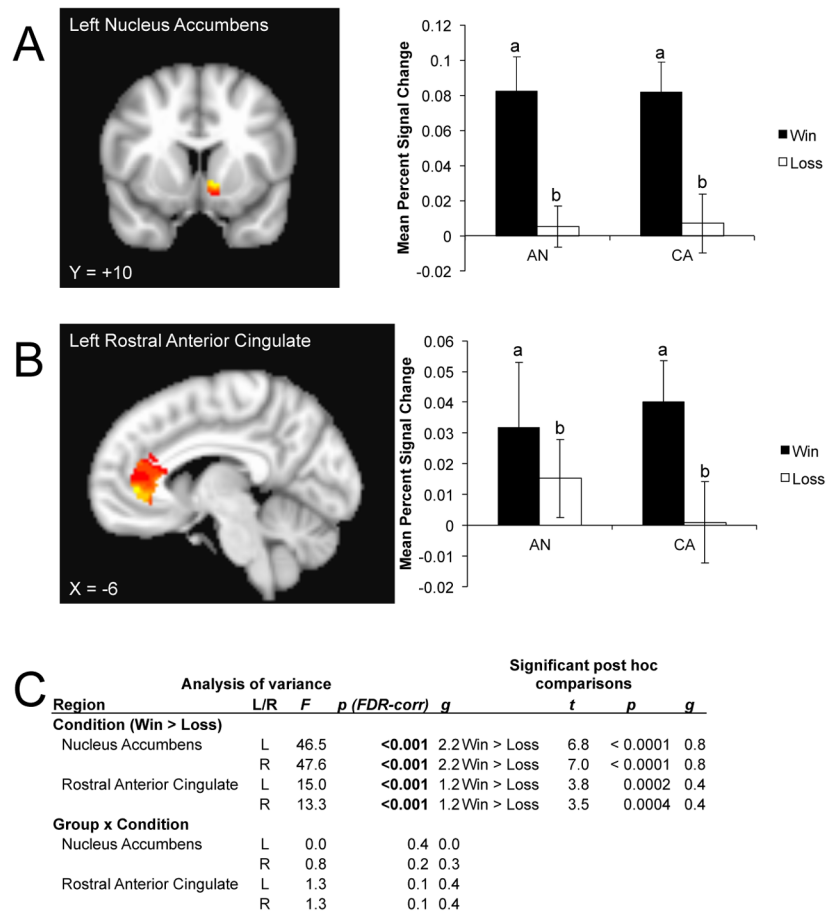 A
Left Nucleus Accumbens
Y = +10
Mean Percent Signal Change
0.12
0.1
0.08
0.06
0.04
0.02
0
-0.02
a
b
a
b
AN
CA
Win
Loss
B
Left Rostral Anterior Cingulate
X = -6
Mean Percent Signal Change
0.06
0.05
0.04
0.03
0.02
0.01
0
-0.01
-0.02
a
b
a
b
AN
CA
Win
Loss
C
Analysis of variance Significant post hoc comparisons
Region L/R F p (FDR-corr) g t p g
Condition (Win > Loss)
Nucleus Accumbens L 46.5 <0.001 2.2 Win > Loss 6.8 < 0.0001 0.8
R 47.6 <0.001 2.2 Win > Loss 7.0 < 0.0001 0.8
Rostral Anterior Cingulate L 15.0 <0.001 1.2 Win > Loss 3.8 0.0002 0.4
R 13.3 <0.001 1.2 Win > Loss 3.5 0.0004 0.4
Group x Condition
Nucleus Accumbens L 0.0 0.4 0.0
R 0.8 0.2 0.3
Rostral Anterior Cingulate L 1.3 0.1 0.4
R 1.3 0.1 0.4